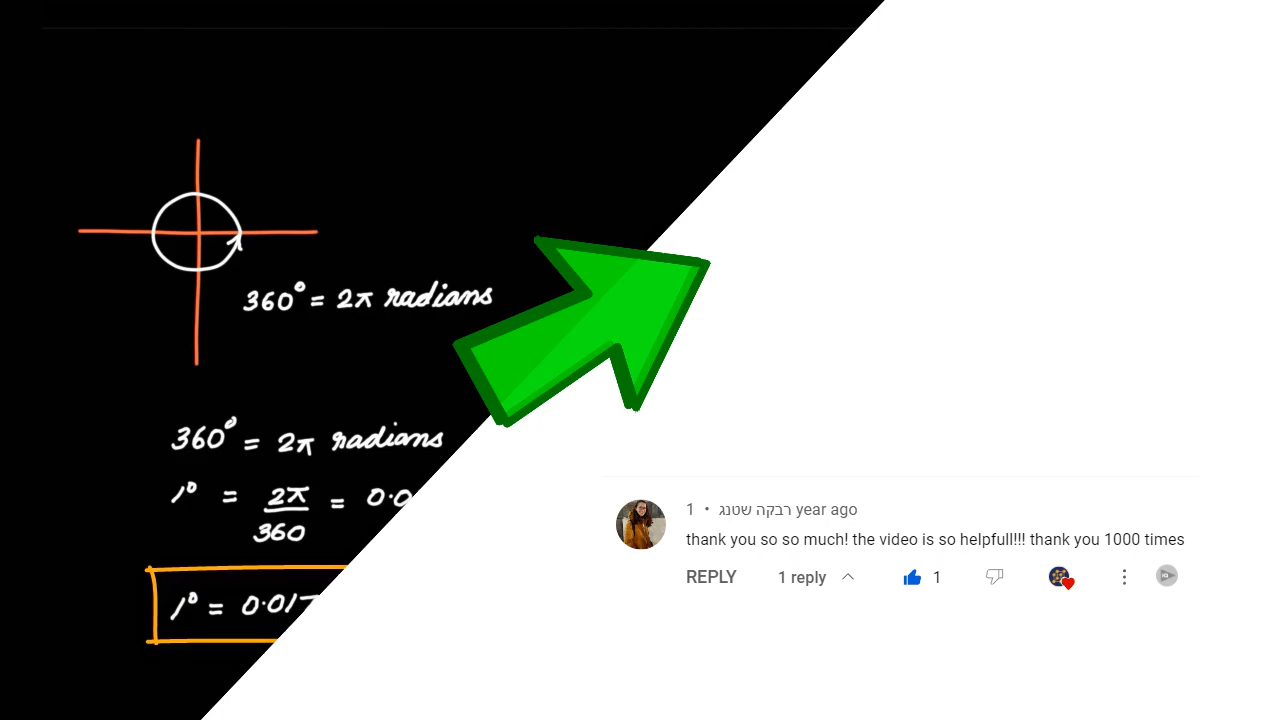 360° = 2π radians
360° = 2π radians
1° = 2π/360 = 0.0
1° = 0.017
1 • רבקה שטנג year ago
thank you so so much! the video is so helpfull!!! thank you 1000 times
REPLY 1 reply 1